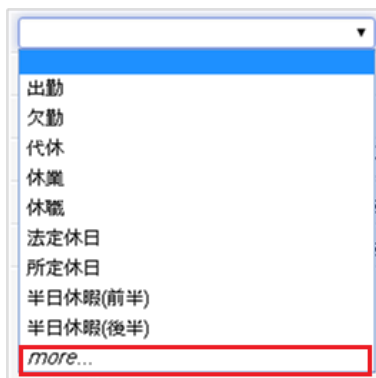 出勤
欠勤
代休
休業
休職
法定休日
所定休日
半日休暇(前半)
半日休暇(後半)
more...